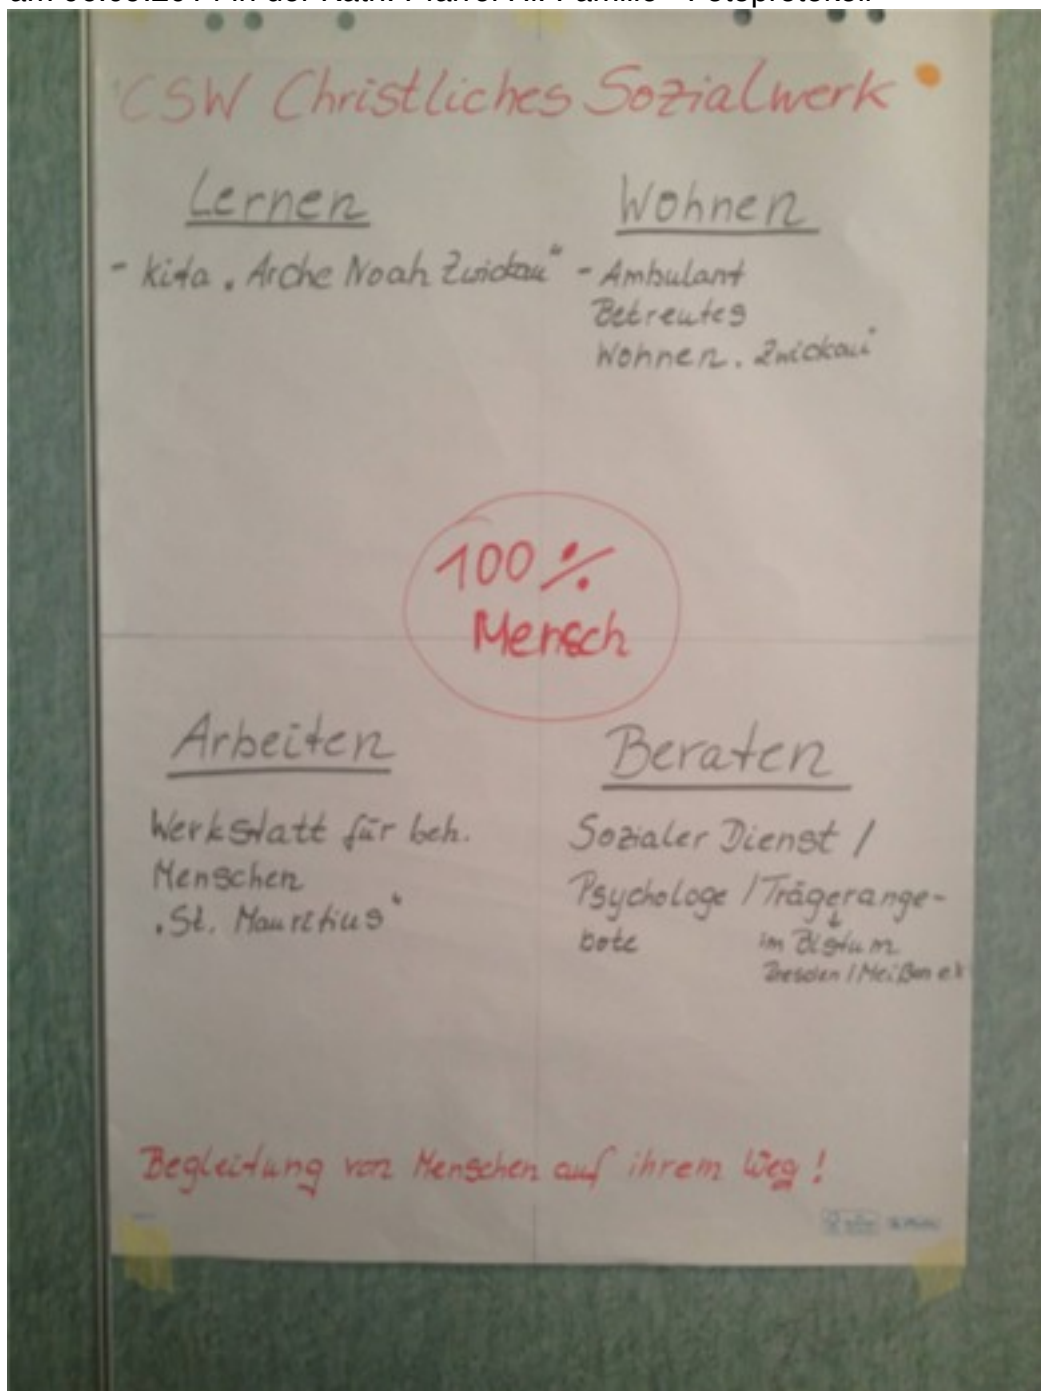 CSW Christliches Sozialwerk
Lernen
- Kita „Arche Noah Zwickau“
Wohnen
- Ambulant
Betreutes
Wohnen „Zwickau“
100%
Mensch
Arbeiten
Werkstatt für beh.
Menschen
„St. Mauritius“
Beraten
Sozialer Dienst /
Psychologe / Trägerange-
bote
im Bistum
Dresden / Meißen e.V
Begleitung von Menschen auf ihrem Weg!